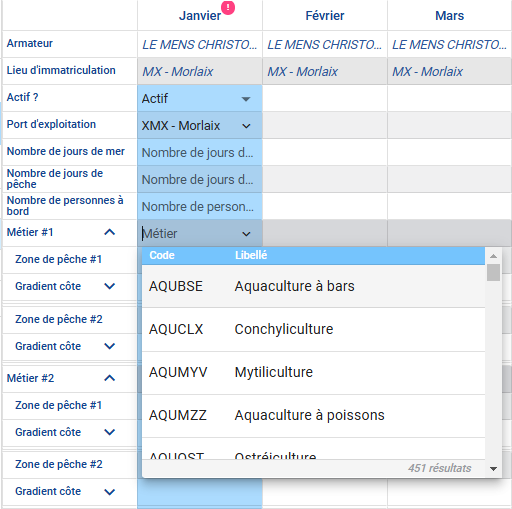 Janvier ! Février Mars
Armateur LE MENS CHRISTO... LE MENS CHRISTO... LE MENS CHRISTO...
Lieu d'immatriculation MX - Morlaix MX - Morlaix MX - Morlaix
Actif ? Actif
Port d'exploitation XMX - Morlaix
Nombre de jours de mer Nombre de jours d...
Nombre de jours de
pêche Nombre de jours d...
Nombre de personnes à
bord Nombre de person...
Métier #1 Métier
Code Libellé
Zone de pêche #1
AQUBSE Aquaculture à bars
Gradient côte
Zone de pêche #2
AQUCLX Conchyliculture
Gradient côte
Métier #2
AQUMYV Mytiliculture
Zone de pêche #1
AQUMZZ Aquaculture à poissons
Gradient côte
Zone de pêche #2
AQUOST Ostréiculture
451 résultats
Gradient côte